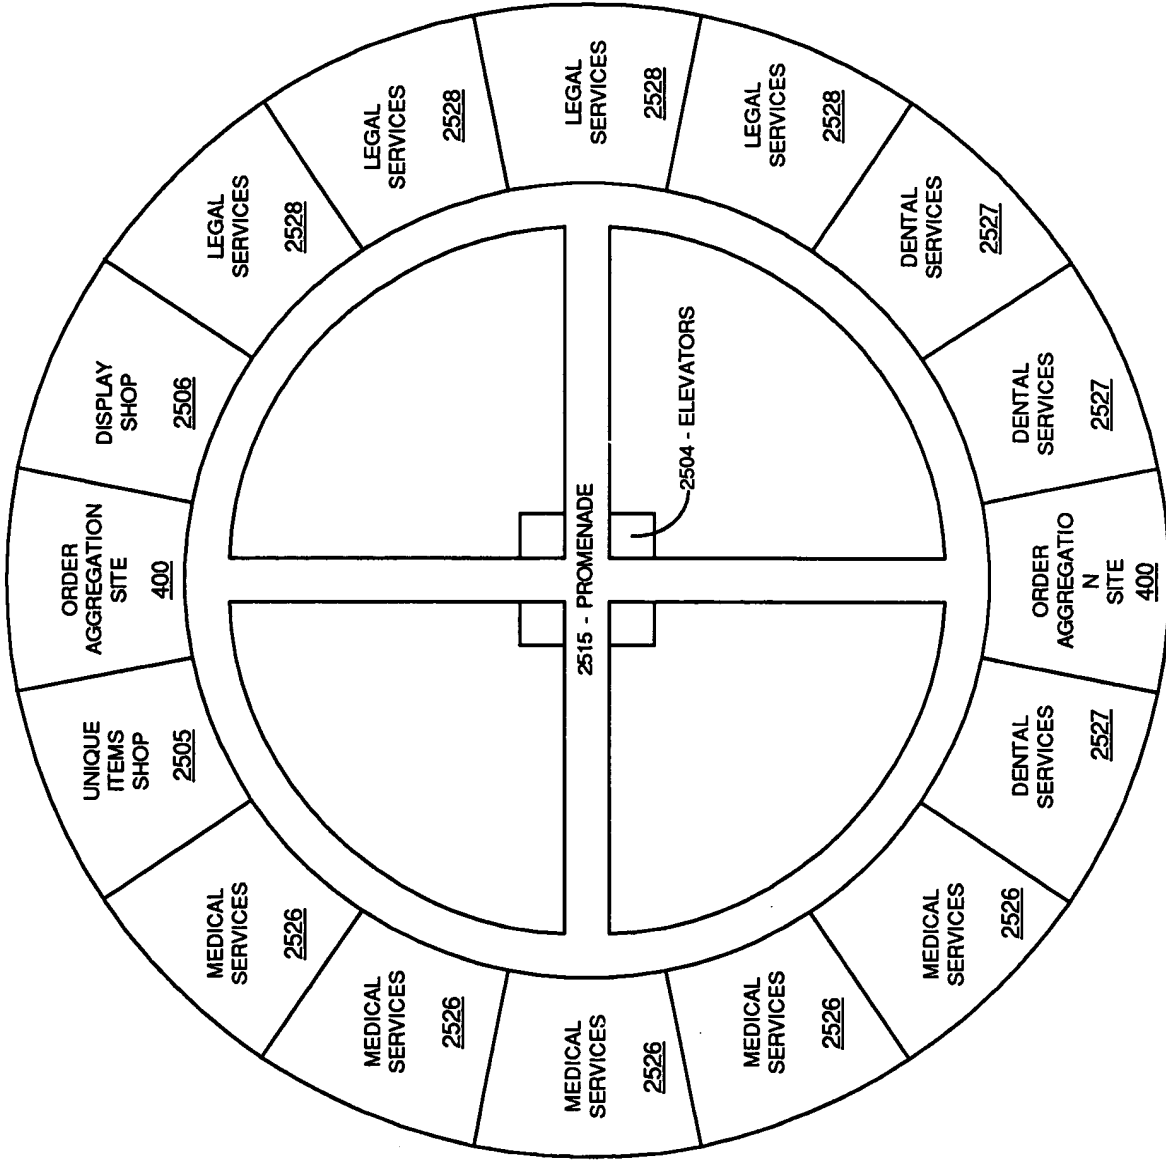 ORDER
AGGREGATION
SITE
400
DISPLAY
SHOP
2506
LEGAL
SERVICES
2528
LEGAL
SERVICES
2528
LEGAL
SERVICES
2528
LEGAL
SERVICES
2528
DENTAL
SERVICES
2527
DENTAL
SERVICES
2527
ORDER
AGGREGATIO
N
SITE
400
DENTAL
SERVICES
2527
MEDICAL
SERVICES
2526
MEDICAL
SERVICES
2526
MEDICAL
SERVICES
2526
MEDICAL
SERVICES
2526
MEDICAL
SERVICES
2526
UNIQUE
ITEMS
SHOP
2505
2515 - PROMENADE
2504 - ELEVATORS